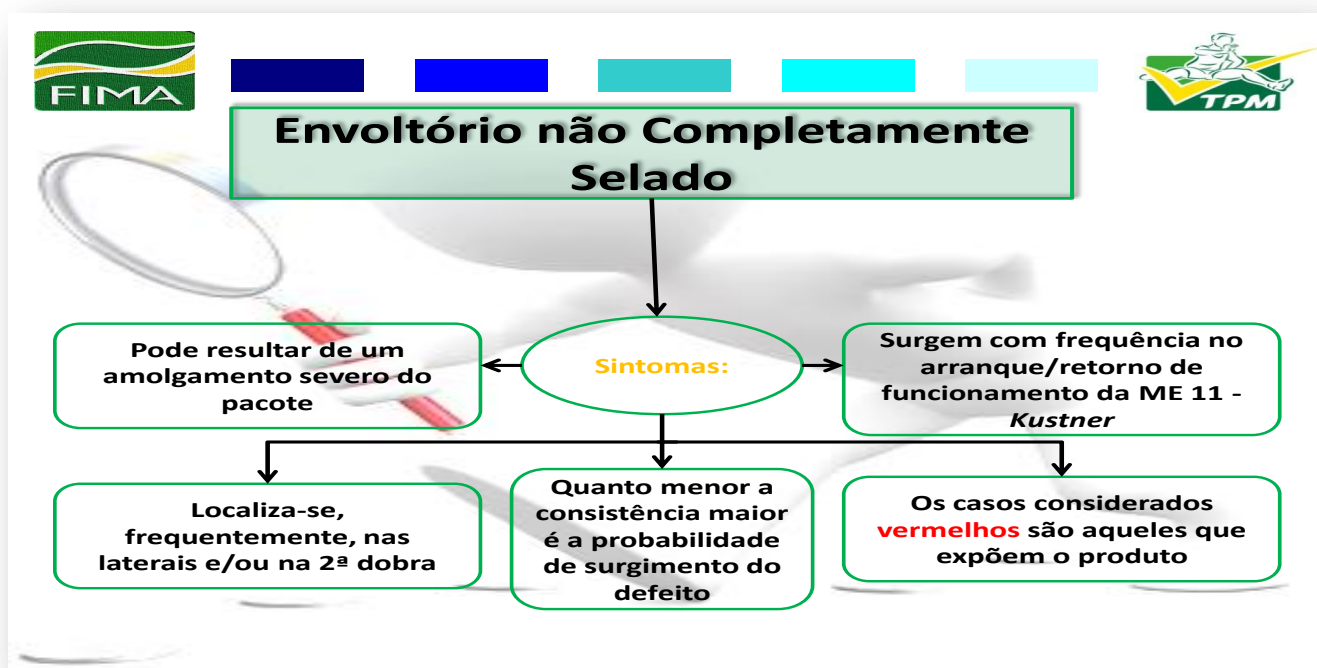 FIMA
TPM
Envoltório não Completamente
Selado
Pode resultar de um
amolgamento severo do
pacote
Sintomas:
Surgem com frequência no
arranque/retorno de
funcionamento da ME 11 -
Kustner
Localiza-se,
frequentemente, nas
laterais e/ou na 2ª dobra
Quanto menor a
consistência maior
é a probabilidade
de surgimento do
defeito
Os casos considerados
vermelhos são aqueles que
expõem o produto